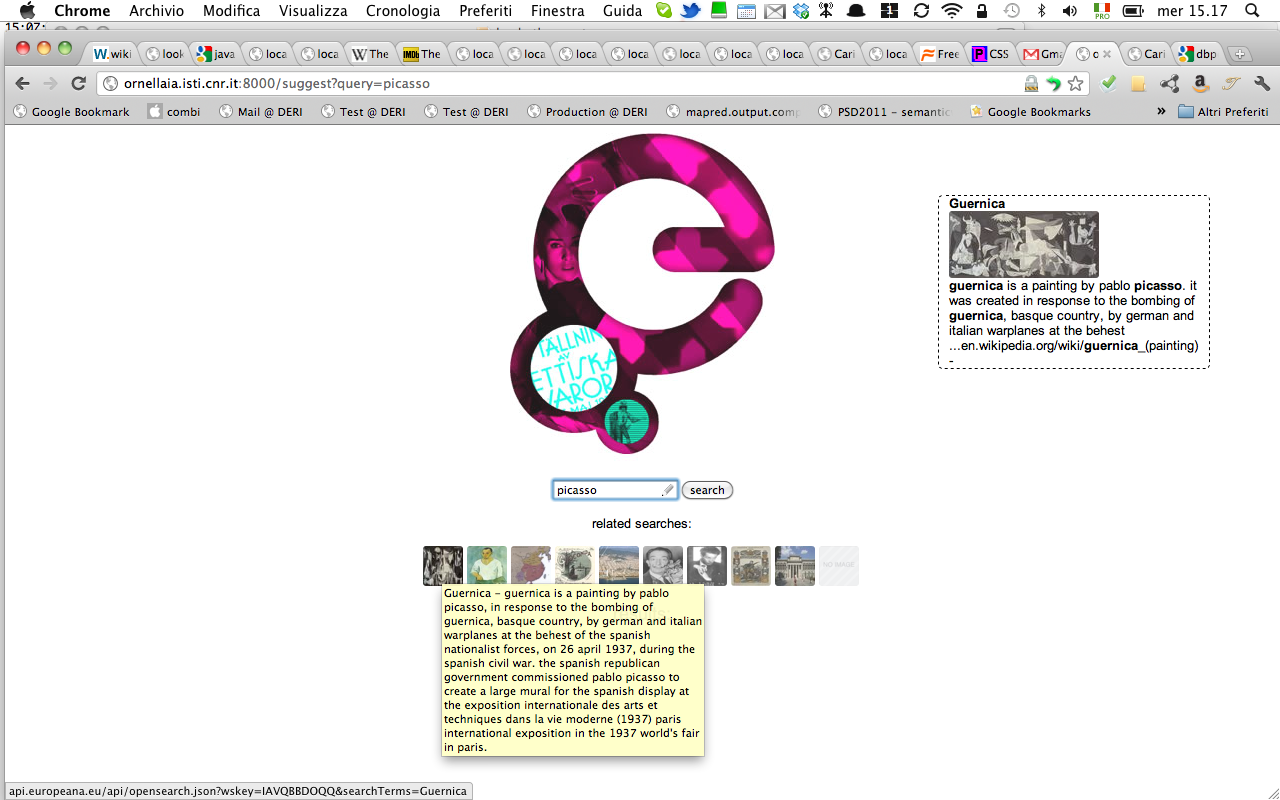 Chrome Archivio Modifica Visualizza Cronologia Preferiti Finestra Guida PRO mer 15.17
15:07:
W. wiki look java loca loca W The IMDb The loca loca loca loca loca loca loca Cari loca Free P CSS Gma o Cari dbp
ornellaia.isti.cnr.it:8000/suggest?query=picasso
Google Bookmark combi Mail @ DERI Test @ DERI Test @ DERI Production @ DERI mapred.output.comp PSD2011 - semantic Google Bookmarks » Altri Preferiti
Guernica
guernica is a painting by pablo picasso. it
was created in response to the bombing of
guernica, basque country, by german and
italian warplanes at the behest
...en.wikipedia.org/wiki/guernica_(painting)
-
TÄLLNIN
AV
ETTISKA
VAROR
MAJ
picasso search
related searches:
NO IMAGE
Guernica - guernica is a painting by pablo
picasso, in response to the bombing of
guernica, basque country, by german and italian
warplanes at the behest of the spanish
nationalist forces, on 26 april 1937, during the
spanish civil war. the spanish republican
government commissioned pablo picasso to
create a large mural for the spanish display at
the exposition internationale des arts et
techniques dans la vie moderne (1937) paris
international exposition in the 1937 world's fair
in paris.
api.europeana.eu/api/opensearch.json?wskey=IAVQBBDOQQ&searchTerms=Guernica